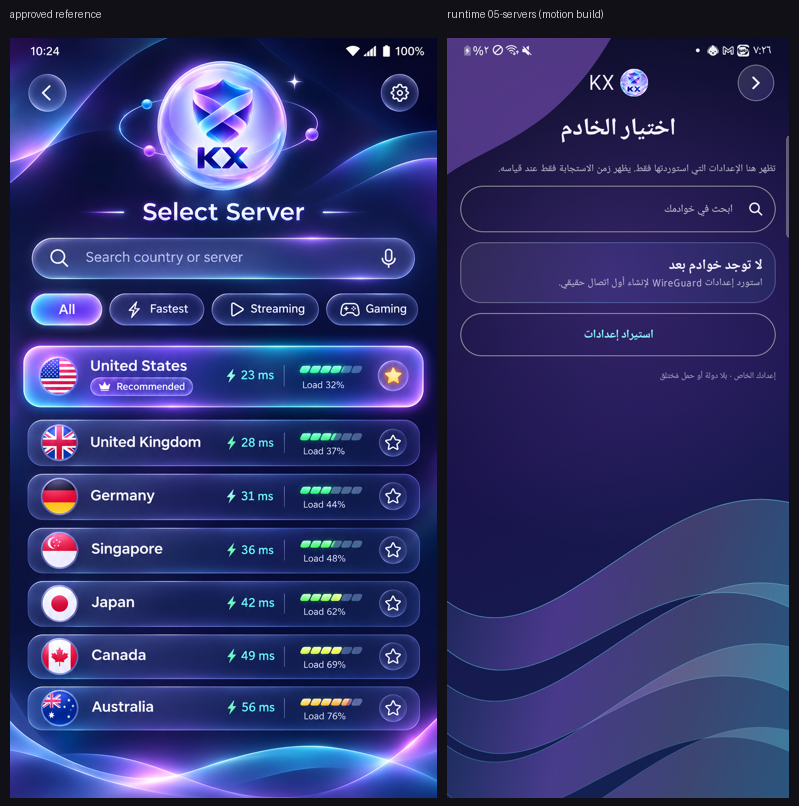 approved reference
10:24
100%
KX
Select Server
Search country or server
All
Fastest
Streaming
Gaming
United States
Recommended
23 ms
Load 32%
United Kingdom
28 ms
Load 37%
Germany
31 ms
Load 44%
Singapore
36 ms
Load 48%
Japan
42 ms
Load 62%
Canada
49 ms
Load 69%
Australia
56 ms
Load 76%
runtime 05-servers (motion build)
٧:٢٦
%٢
KX
KX
اختيار الخادم
تظهر هنا الإعدادات التي استوردتها فقط. يظهر زمن الاستجابة فقط عند قياسه.
ابحث في خوادمك
لا توجد خوادم بعد
استورد إعدادات WireGuard لإنشاء أول اتصال حقيقي.
استيراد إعدادات
إعدادك الخاص · بلا دولة أو حمل مُختلق